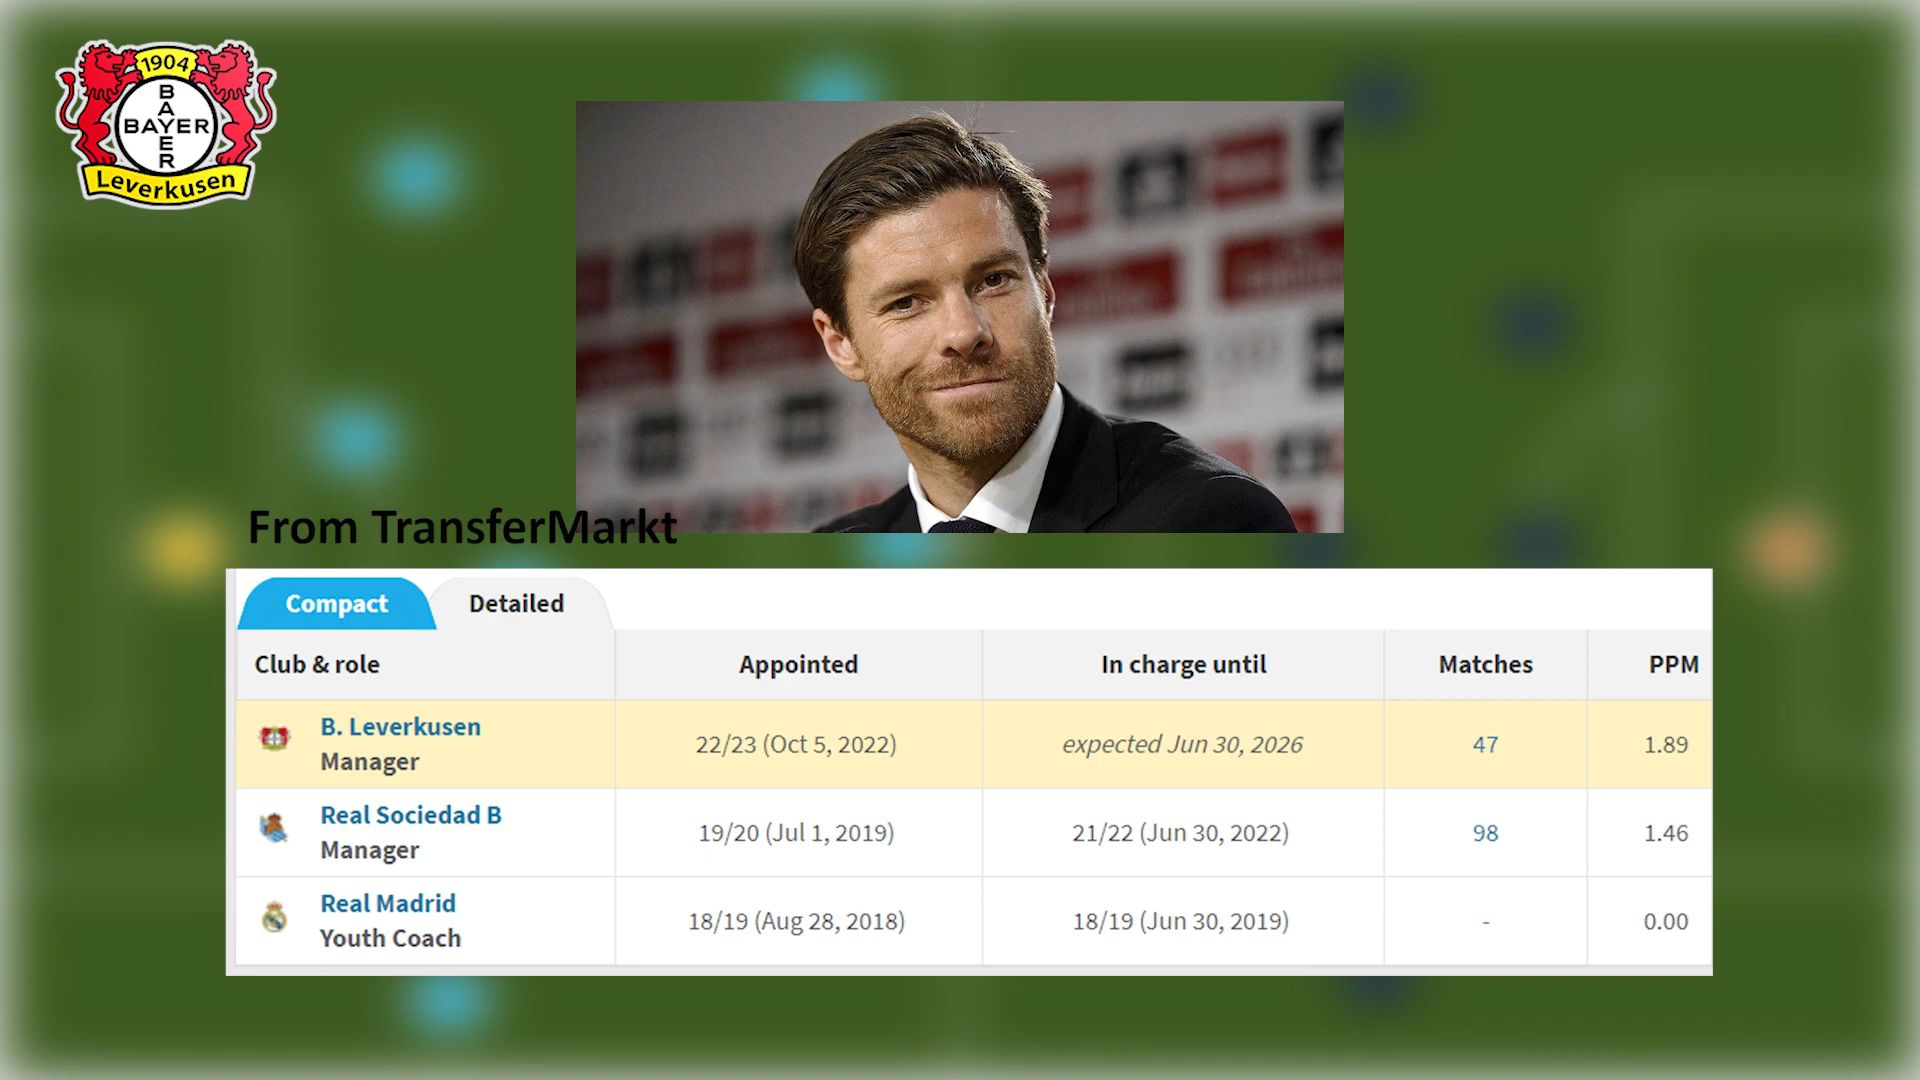 1904
BAYER
BAYER
Leverkusen
From TransferMarkt
Compact Detailed
Club & role Appointed In charge until Matches PPM
B. Leverkusen
Manager
22/23 (Oct 5, 2022) expected Jun 30, 2026 47 1.89
Real Sociedad B
Manager
19/20 (Jul 1, 2019) 21/22 (Jun 30, 2022) 98 1.46
Real Madrid
Youth Coach
18/19 (Aug 28, 2018) 18/19 (Jun 30, 2019) - 0.00